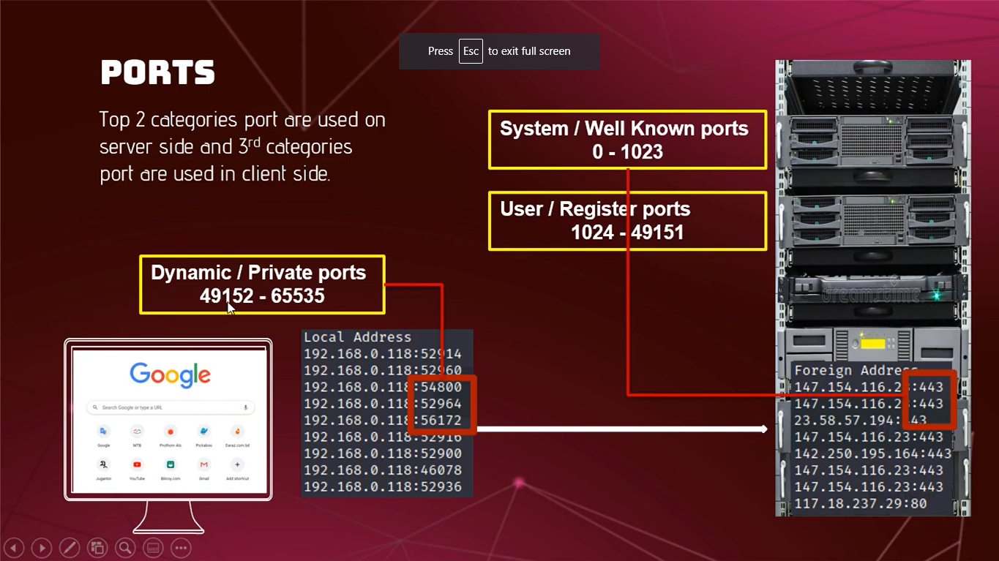 Press Esc to exit full screen
PORTS
Top 2 categories port are used on
server side and 3rd categories
port are used in client side.
System / Well Known ports
0 - 1023
User / Register ports
1024 - 49151
Dynamic / Private ports
49152 - 65535
Google
Search Google or type a URL
Google MTB Prothom Alo Pickaboo Daraz.com.bd
Jugantor YouTube Bikroy.com Gmail Add shortcut
Local Address
192.168.0.118:52914
192.168.0.118:52960
192.168.0.118:54800
192.168.0.118:52964
192.168.0.118:56172
192.168.0.118:52916
192.168.0.118:52900
192.168.0.118:46078
192.168.0.118:52936
dreamstime
Foreign Address
147.154.116.23:443
147.154.116.23:443
23.58.57.194:443
147.154.116.23:443
142.250.195.164:443
147.154.116.23:443
147.154.116.23:443
117.18.237.29:80